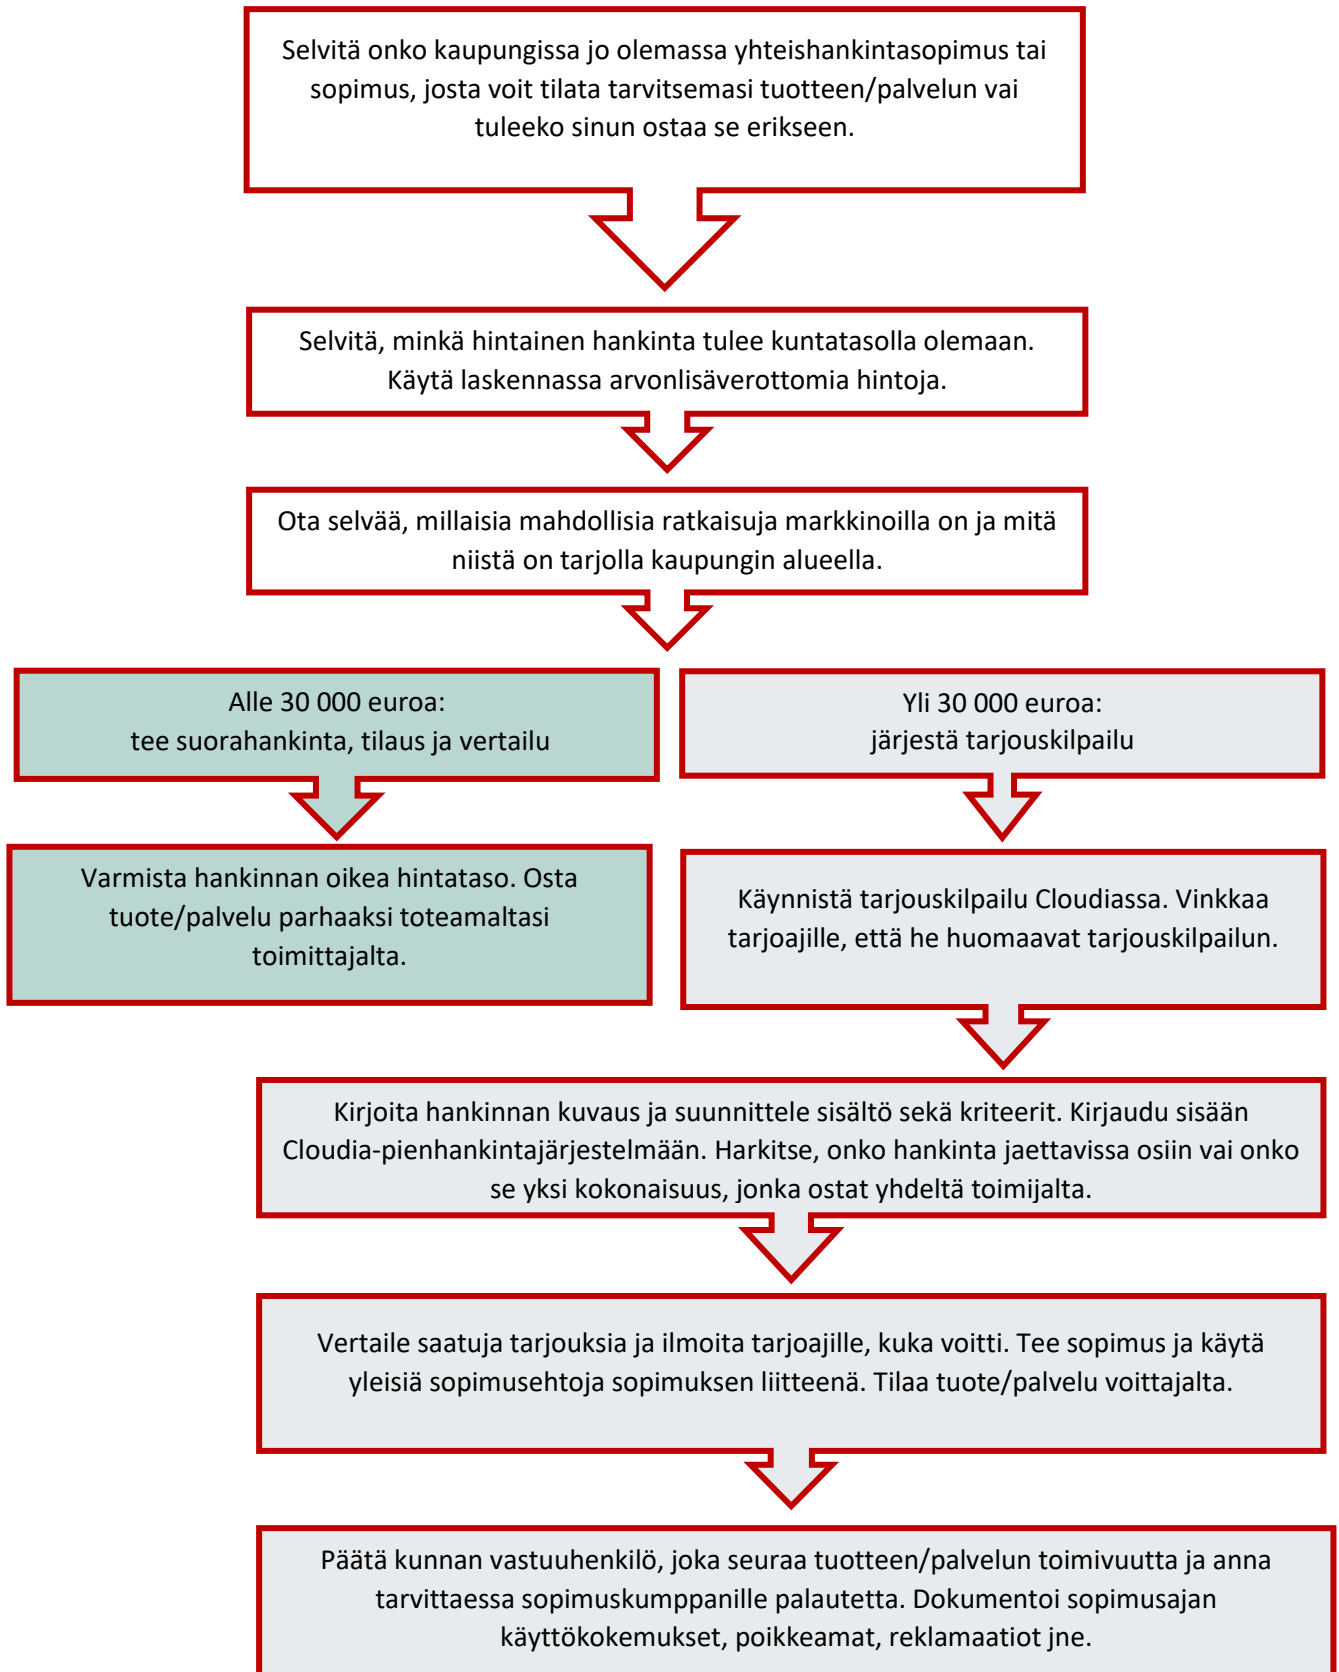 Selvitä onko kaupungissa jo olemassa yhteishankintasopimus tai
sopimus, josta voit tilata tarvitsemasi tuotteen/palvelun vai
tuleeko sinun ostaa se erikseen.
Selvitä, minkä hintainen hankinta tulee kuntatasolla olemaan.
Käytä laskennassa arvonlisäverottomia hintoja.
Ota selvää, millaisia mahdollisia ratkaisuja markkinoilla on ja mitä
niistä on tarjolla kaupungin alueella.
Alle 30 000 euroa:
tee suorahankinta, tilaus ja vertailu
Yli 30 000 euroa:
järjestä tarjouskilpailu
Varmista hankinnan oikea hintataso. Osta
tuote/palvelu parhaaksi toteamaltasi
toimittajalta.
Käynnistä tarjouskilpailu Cloudiassa. Vinkkaa
tarjoajille, että he huomaavat tarjouskilpailun.
Kirjoita hankinnan kuvaus ja suunnittele sisältö sekä kriteerit. Kirjaudu sisään
Cloudia-pienhankintajärjestelmään. Harkitse, onko hankinta jaettavissa osiin vai onko
se yksi kokonaisuus, jonka ostat yhdeltä toimijalta.
Vertaile saatuja tarjouksia ja ilmoita tarjoajille, kuka voitti. Tee sopimus ja käytä
yleisiä sopimusehtoja sopimuksen liitteenä. Tilaa tuote/palvelu voittajalta.
Päätä kunnan vastuuhenkilö, joka seuraa tuotteen/palvelun toimivuutta ja anna
tarvittaessa sopimuskumppanille palautetta. Dokumentoi sopimusajan
käyttökokemukset, poikkeamat, reklamaatiot jne.